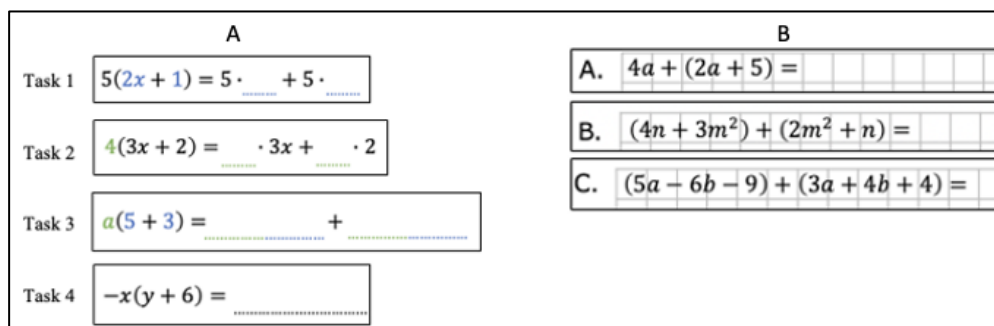 A
Task 1 5(2x + 1) = 5 · ........ + 5 · ........
Task 2 4(3x + 2) = ........ · 3x + ........ · 2
Task 3 a(5 + 3) = ................ + ................
Task 4 −x(y + 6) = ................
B
A. 4a + (2a + 5) =
B. (4n + 3m²) + (2m² + n) =
C. (5a − 6b − 9) + (3a + 4b + 4) =